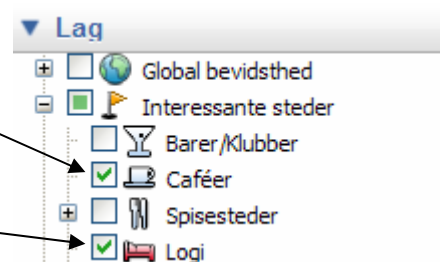 Lag
Global bevidsthed
Interessante steder
Barer/Klubber
Caféer
Spisesteder
Logi